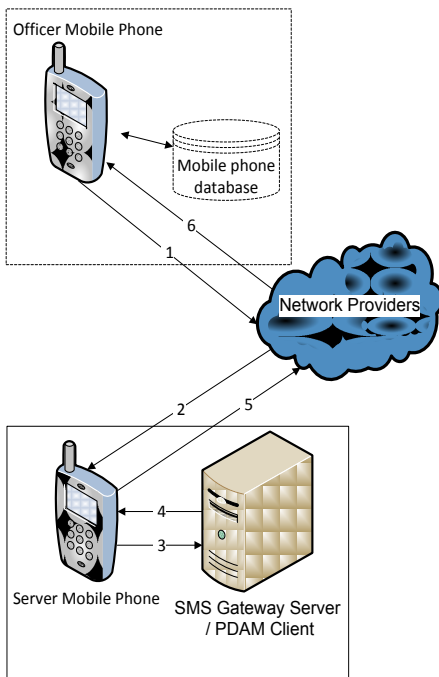 Officer Mobile Phone
Mobile phone
database
6
1
Network Providers
2
5
4
3
Server Mobile Phone
SMS Gateway Server
/ PDAM Client